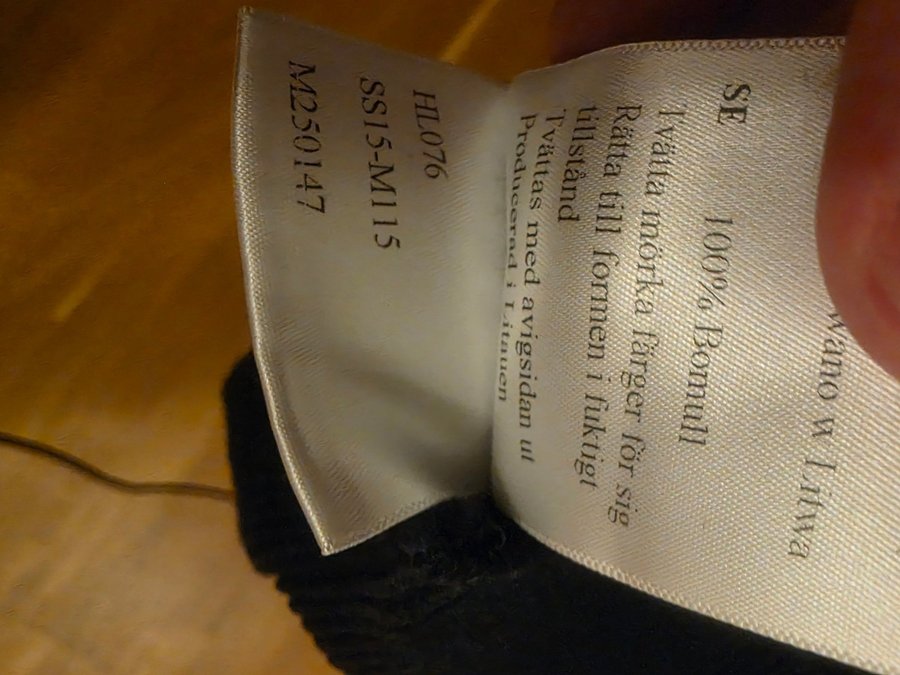 wano w Litwa
SE 100% Bomull
Tvätta mörka färger för sig
Rätta till formen i fuktigt
tillstånd
Tvättas med avigsidan ut
Producerad i Litauen
HL076
SS15-M115
M250147